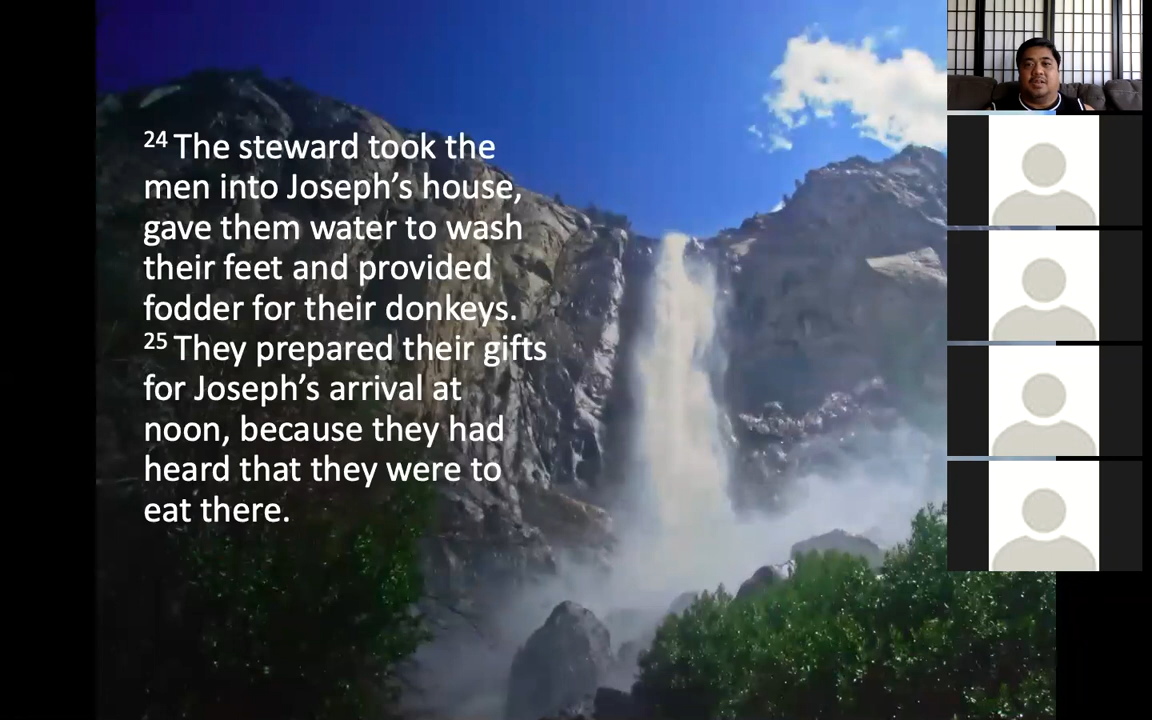 24 The steward took the
men into Joseph’s house,
gave them water to wash
their feet and provided
fodder for their donkeys.
25 They prepared their gifts
for Joseph’s arrival at
noon, because they had
heard that they were to
eat there.